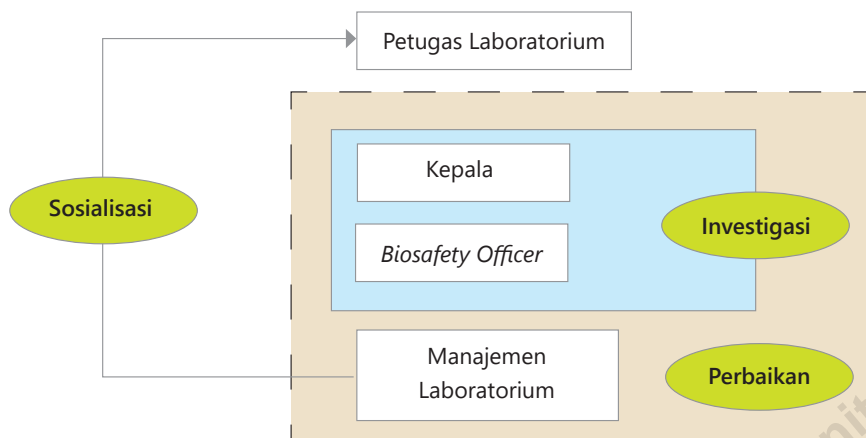 Petugas Laboratorium
Kepala
Sosialisasi
Investigasi
Biosafety Officer
Manajemen
Laboratorium
Perbaikan